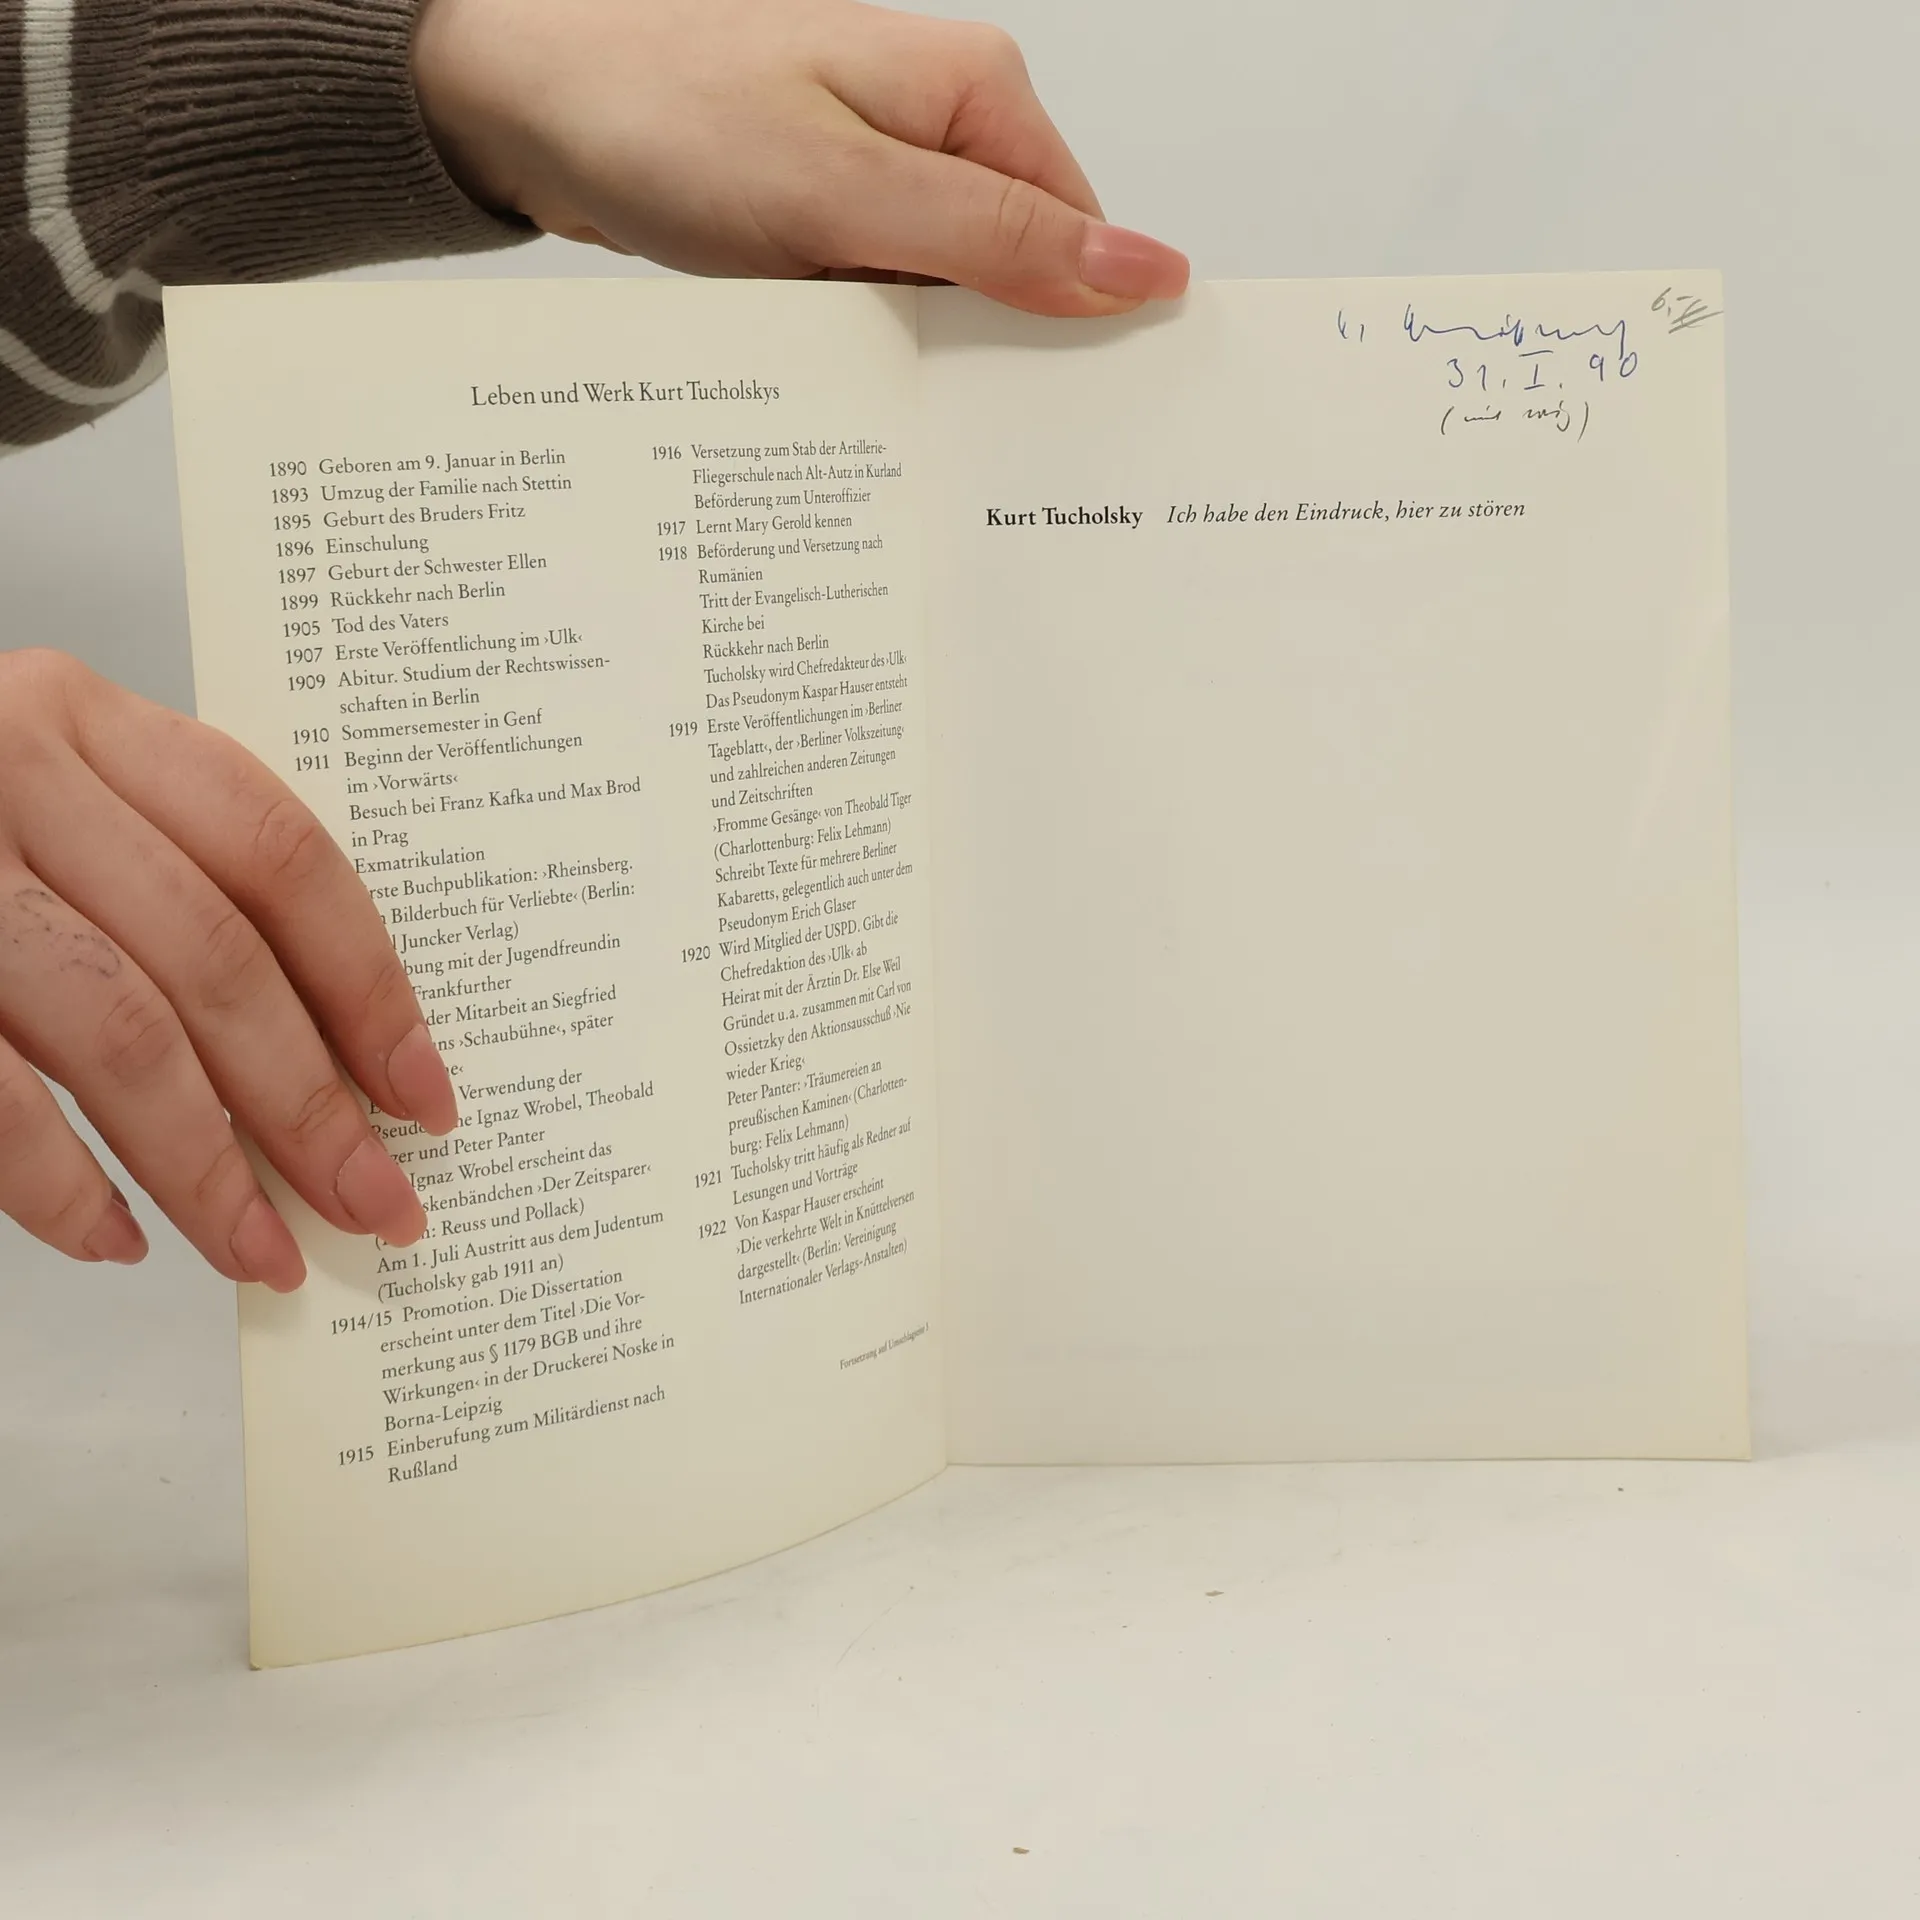 Leben und Werk Kurt Tucholskys
1890 Geboren am 9. Januar in Berlin
1893 Umzug der Familie nach Stettin
1895 Geburt des Bruders Fritz
1896 Einschulung
1897 Geburt der Schwester Ellen
1899 Rückkehr nach Berlin
1905 Tod des Vaters
1907 Erste Veröffentlichung im ›Ulk‹
1909 Abitur. Studium der Rechtswissen-
schaften in Berlin
1910 Sommersemester in Genf
1911 Beginn der Veröffentlichungen
im ›Vorwärts‹
Besuch bei Franz Kafka und Max Brod
in Prag
Exmatrikulation
rste Buchpublikation: ›Rheinsberg.
Bilderbuch für Verliebte‹ (Berlin:
Juncker Verlag)
bung mit der Jugendfreundin
Frankfurther
der Mitarbeit an Siegfried
ns ›Schaubühne‹, später
e‹
Verwendung der
Pseudo ne Ignaz Wrobel, Theobald
ger und Peter Panter
Ignaz Wrobel erscheint das
skenbändchen ›Der Zeitsparer‹
n: Reuss und Pollack)
Am 1. Juli Austritt aus dem Judentum
(Tucholsky gab 1911 an)
1914/15 Promotion. Die Dissertation
erscheint unter dem Titel ›Die Vor-
merkung aus § 1179 BGB und ihre
Wirkungen‹ in der Druckerei Noske in
Borna-Leipzig
1915 Einberufung zum Militärdienst nach
Rußland
1916 Versetzung zum Stab der Artillerie-
Fliegerschule nach Alt-Autz in Kurland
Beförderung zum Unteroffizier
1917 Lernt Mary Gerold kennen
1918 Beförderung und Versetzung nach
Rumänien
Tritt der Evangelisch-Lutherischen
Kirche bei
Rückkehr nach Berlin
Tucholsky wird Chefredakteur des ›Ulk‹
Das Pseudonym Kaspar Hauser entsteht
1919 Erste Veröffentlichungen im ›Berliner
Tageblatt‹, der ›Berliner Volkszeitung‹
und zahlreichen anderen Zeitungen
und Zeitschriften
›Fromme Gesänge‹ von Theobald Tiger
(Charlottenburg: Felix Lehmann)
Schreibt Texte für mehrere Berliner
Kabaretts, gelegentlich auch unter dem
Pseudonym Erich Glaser
1920 Wird Mitglied der USPD. Gibt die
Chefredaktion des ›Ulk‹ ab
Heirat mit der Ärztin Dr. Else Weil
Gründet u.a. zusammen mit Carl von
Ossietzky den Aktionsausschuß ›Nie
wieder Krieg‹
Peter Panter: ›Träumereien an
preußischen Kaminen‹ (Charlotten-
burg: Felix Lehmann)
1921 Tucholsky tritt häufig als Redner auf
Lesungen und Vorträge
1922 Von Kaspar Hauser erscheint
›Die verkehrte Welt in Knüttelversen
dargestellt‹ (Berlin: Vereinigung
Internationaler Verlags-Anstalten)
Fortsetzung auf Umschlagseite 3
6,-€
31. I. 90
Kurt Tucholsky Ich habe den Eindruck, hier zu stören